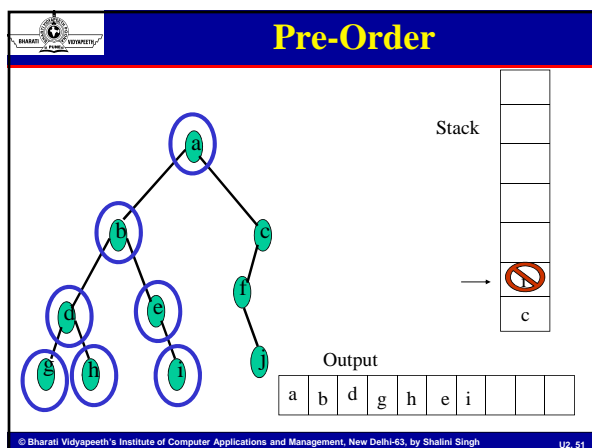 BHARATI VIDYAPEETH
PUNE
Pre-Order
Stack
a
b
c
d
e
f
g
h
i
j
c
Output
a b d g h e i
© Bharati Vidyapeeth's Institute of Computer Applications and Management, New Delhi-63, by Shalini Singh
U2. 51